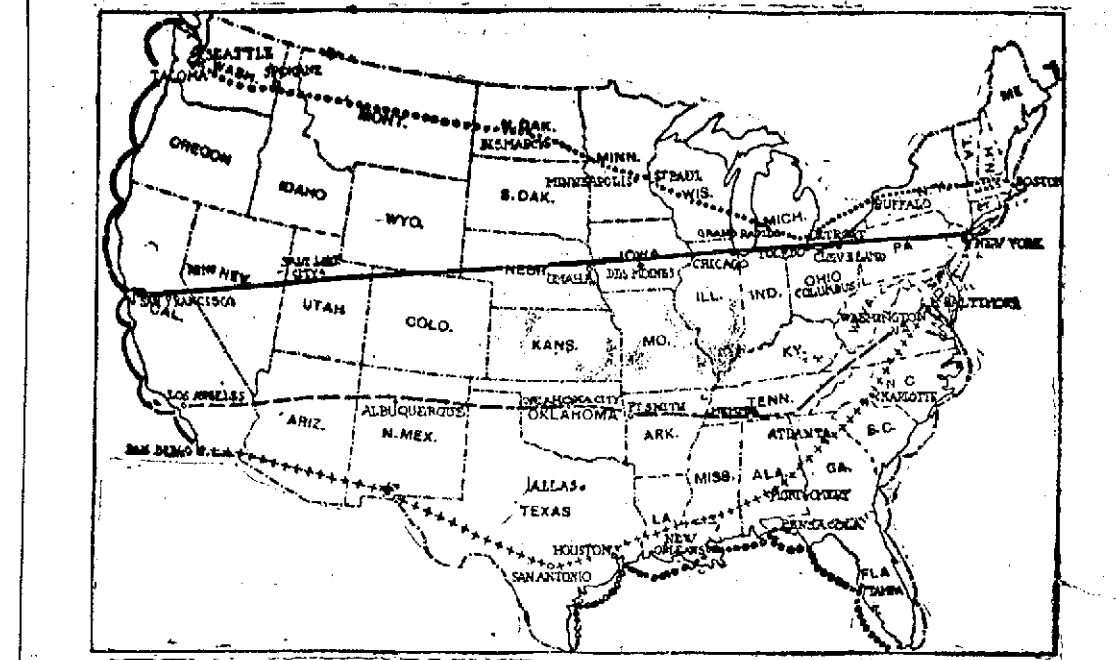 SEATTLE
TACOMA
WASH.
SPOKANE
MONT.
N. DAK.
BISMARCK
MINN.
MINNEAPOLIS
ST PAUL
WIS.
ME
VT.
N.H.
MASS
BOSTON
OREGON
IDAHO
WYO.
S. DAK.
MICH.
GRAND RAPIDS
DETROIT
BUFFALO
N.Y.
PA
NEW YORK
NEV.
SALT LAKE
CITY
NEBR
OMAHA
IOWA
DES MOINES
CHICAGO
TOLEDO
CLEVELAND
SAN FRANCISCO
CAL.
UTAH
COLO.
ILL.
IND.
OHIO
COLUMBUS
BALTIMORE
WASHINGTON
KANS.
MO.
KY.
LOS ANGELES
ARIZ.
ALBUQUERQUE
N.MEX.
OKLAHOMA CITY
OKLAHOMA
FT SMITH
MEMPHIS
TENN.
N C
CHARLOTTE
ARK.
ATLANTA
S.C.
SAN DIEGO
MISS.
ALA
GA.
MONTGOMERY
DALLAS
TEXAS
LA.
NEW
ORLEANS
PENSACOLA
HOUSTON
SAN ANTONIO
FLA
TAMPA